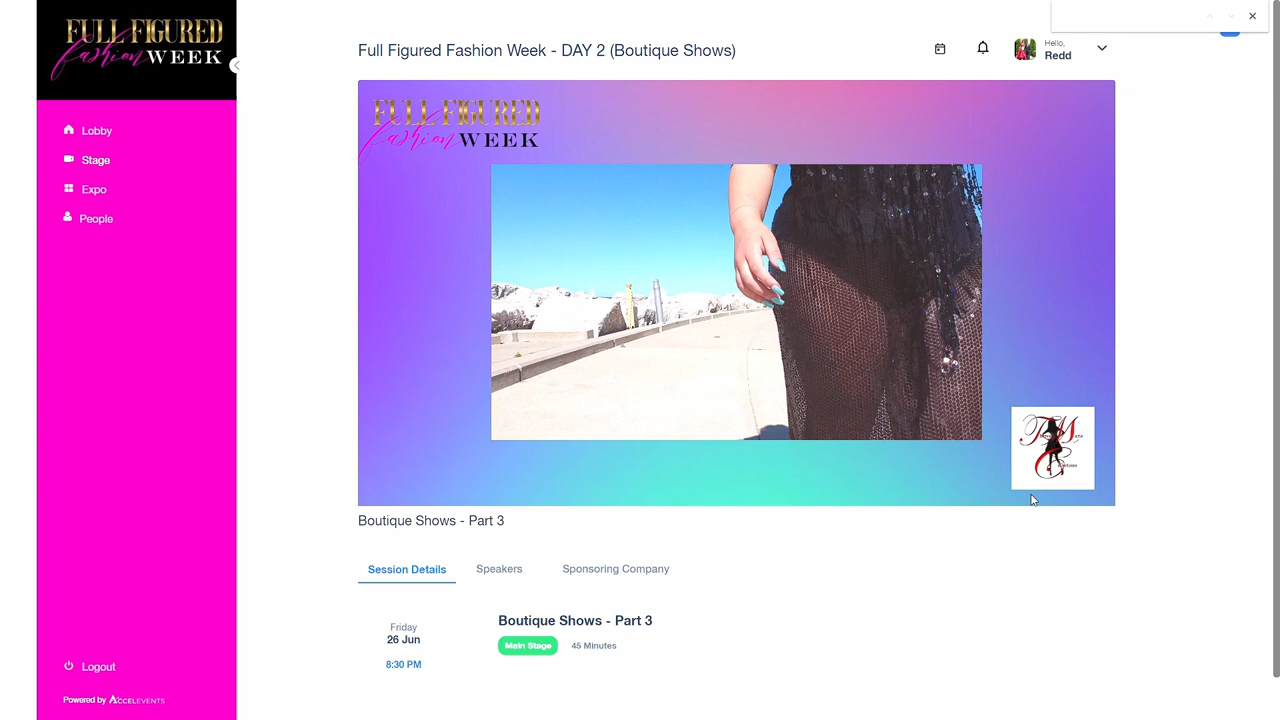 FULL FIGURED
fashion WEEK
Lobby
Stage
Expo
People
Logout
Powered by ACCELEVENTS
Full Figured Fashion Week - DAY 2 (Boutique Shows)
Hello,
Redd
FULL FIGURED
fashion WEEK
Boutique Shows - Part 3
Session Details
Speakers
Sponsoring Company
Friday
26 Jun
8:30 PM
Boutique Shows - Part 3
Main Stage
45 Minutes